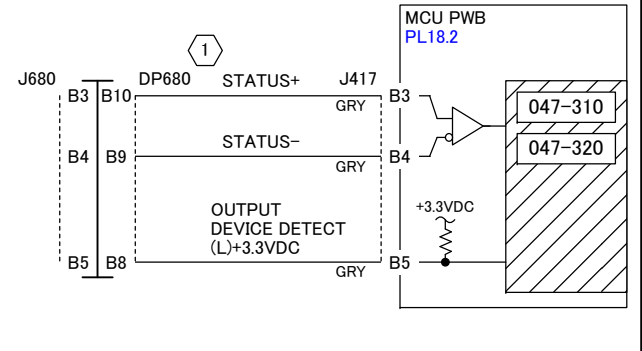 MCU PWB
PL18.2
1
J680 DP680 STATUS+ J417
B3 B10 GRY B3
047-310
STATUS-
B4 B9 GRY B4
047-320
OUTPUT
DEVICE DETECT
(L)+3.3VDC
+3.3VDC
B5 B8 GRY B5